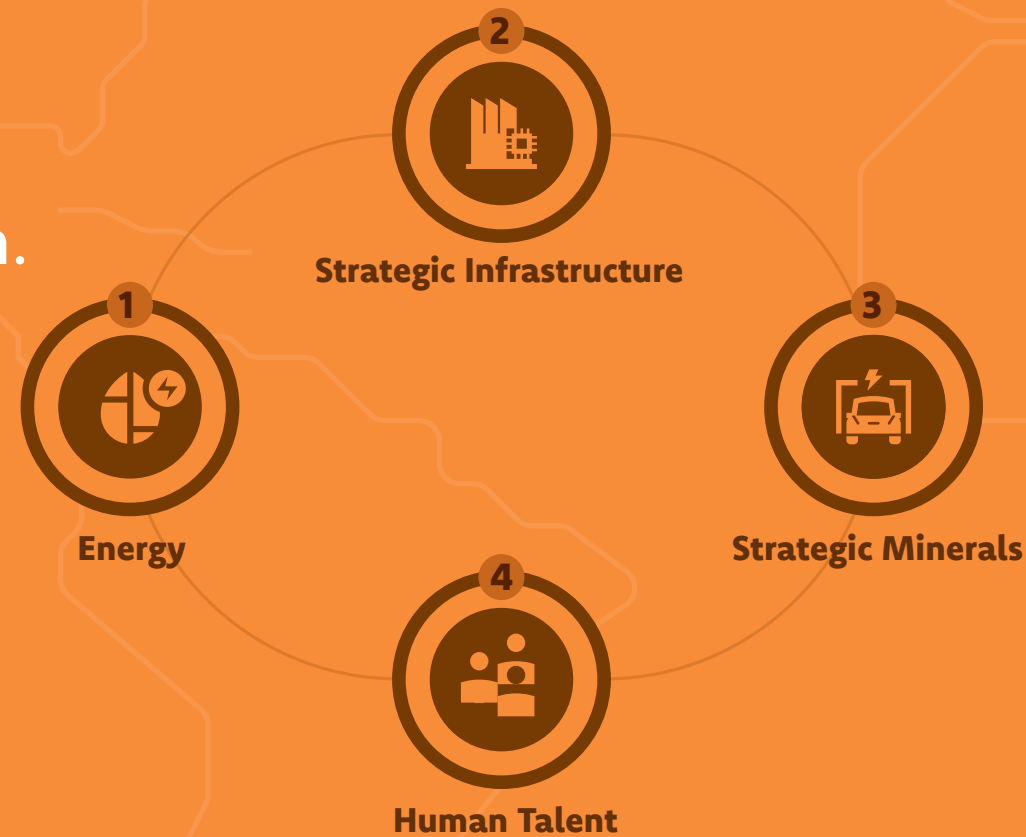 n.
1
Energy
2
Strategic Infrastructure
3
Strategic Minerals
4
Human Talent